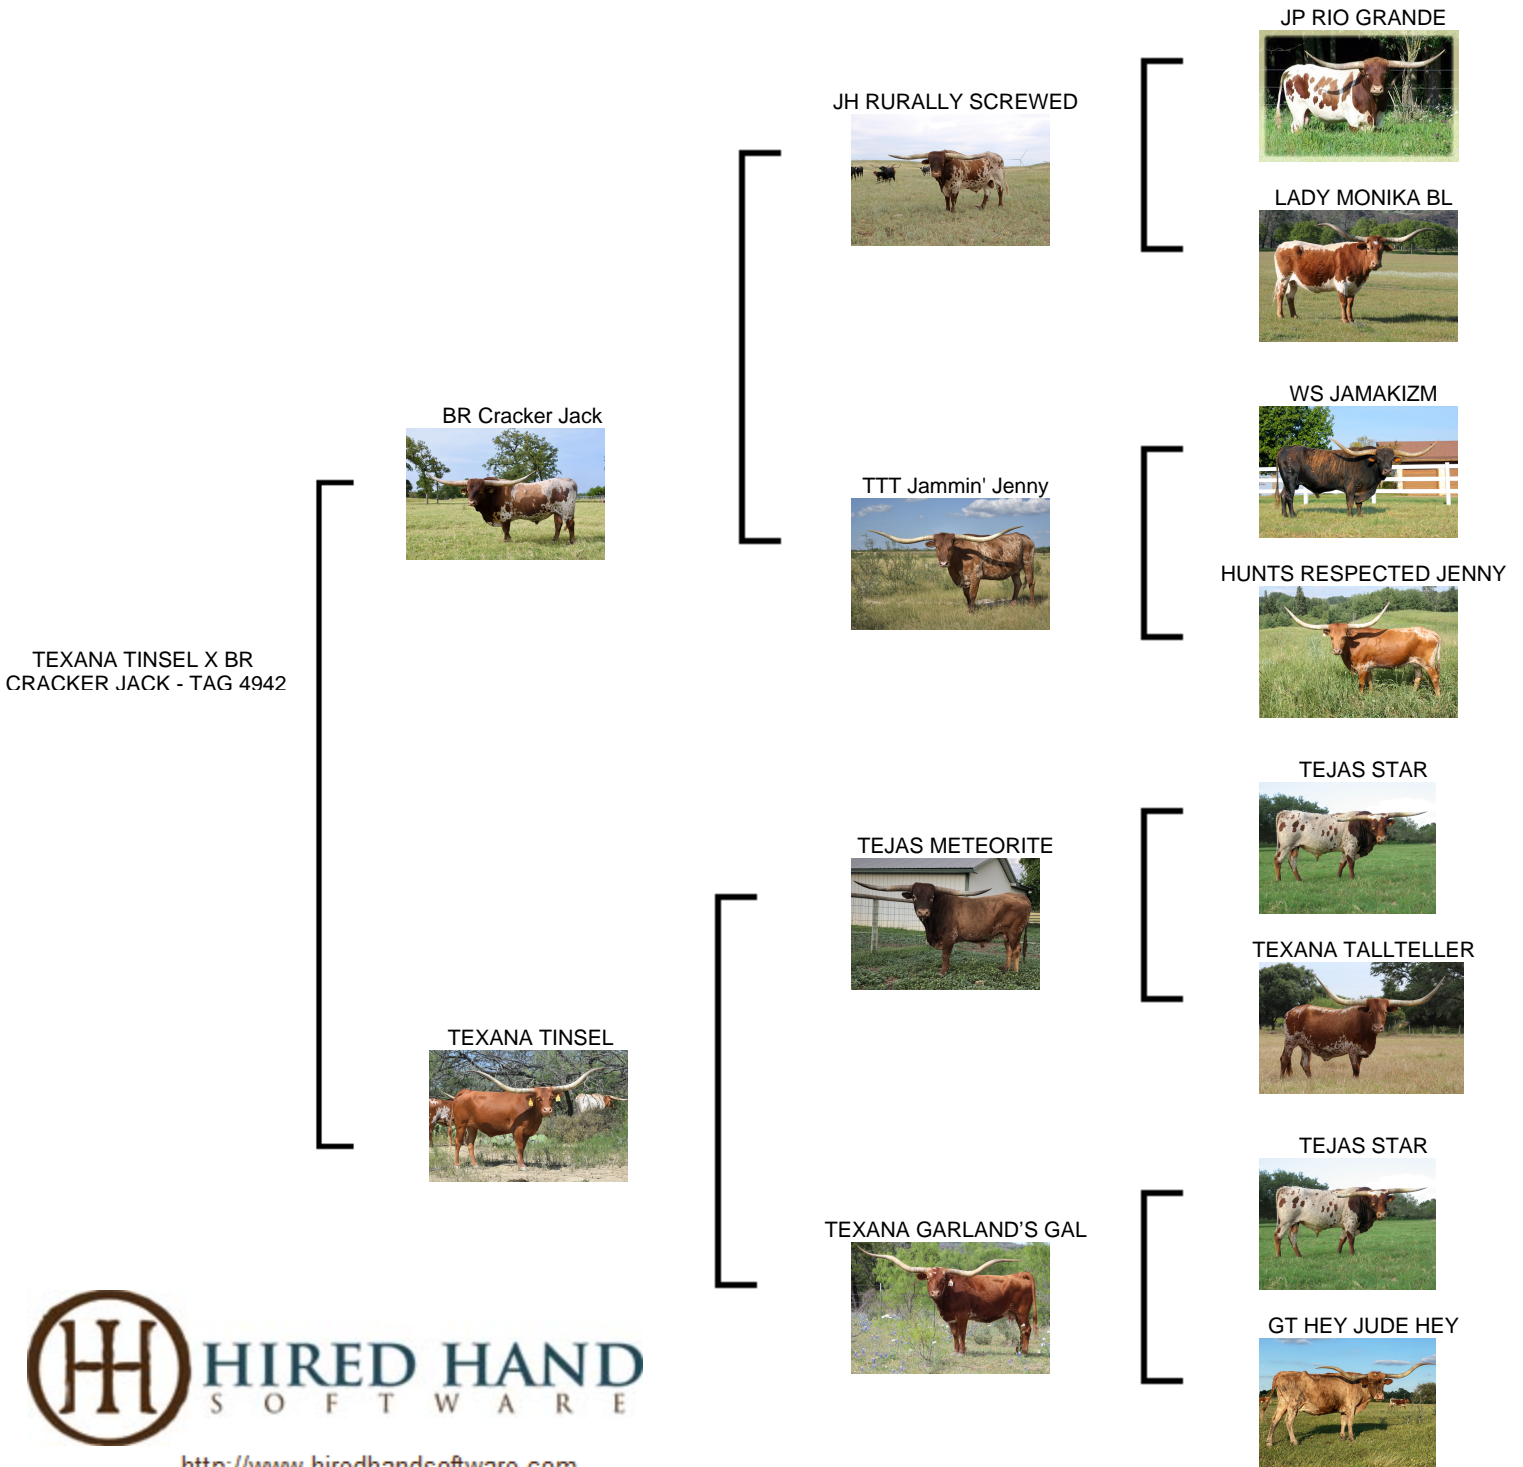 JP RIO GRANDE
JH RURALLY SCREWED
LADY MONIKA BL
WS JAMAKIZM
BR Cracker Jack
TTT Jammin' Jenny
HUNTS RESPECTED JENNY
TEXANA TINSEL X BR
CRACKER JACK - TAG 4942
TEJAS STAR
TEJAS METEORITE
TEXANA TALLTELLER
TEXANA TINSEL
TEJAS STAR
TEXANA GARLAND’S GAL
GT HEY JUDE HEY
HIRED HAND
SOFTWARE
http://www.hiredhandsoftware.com